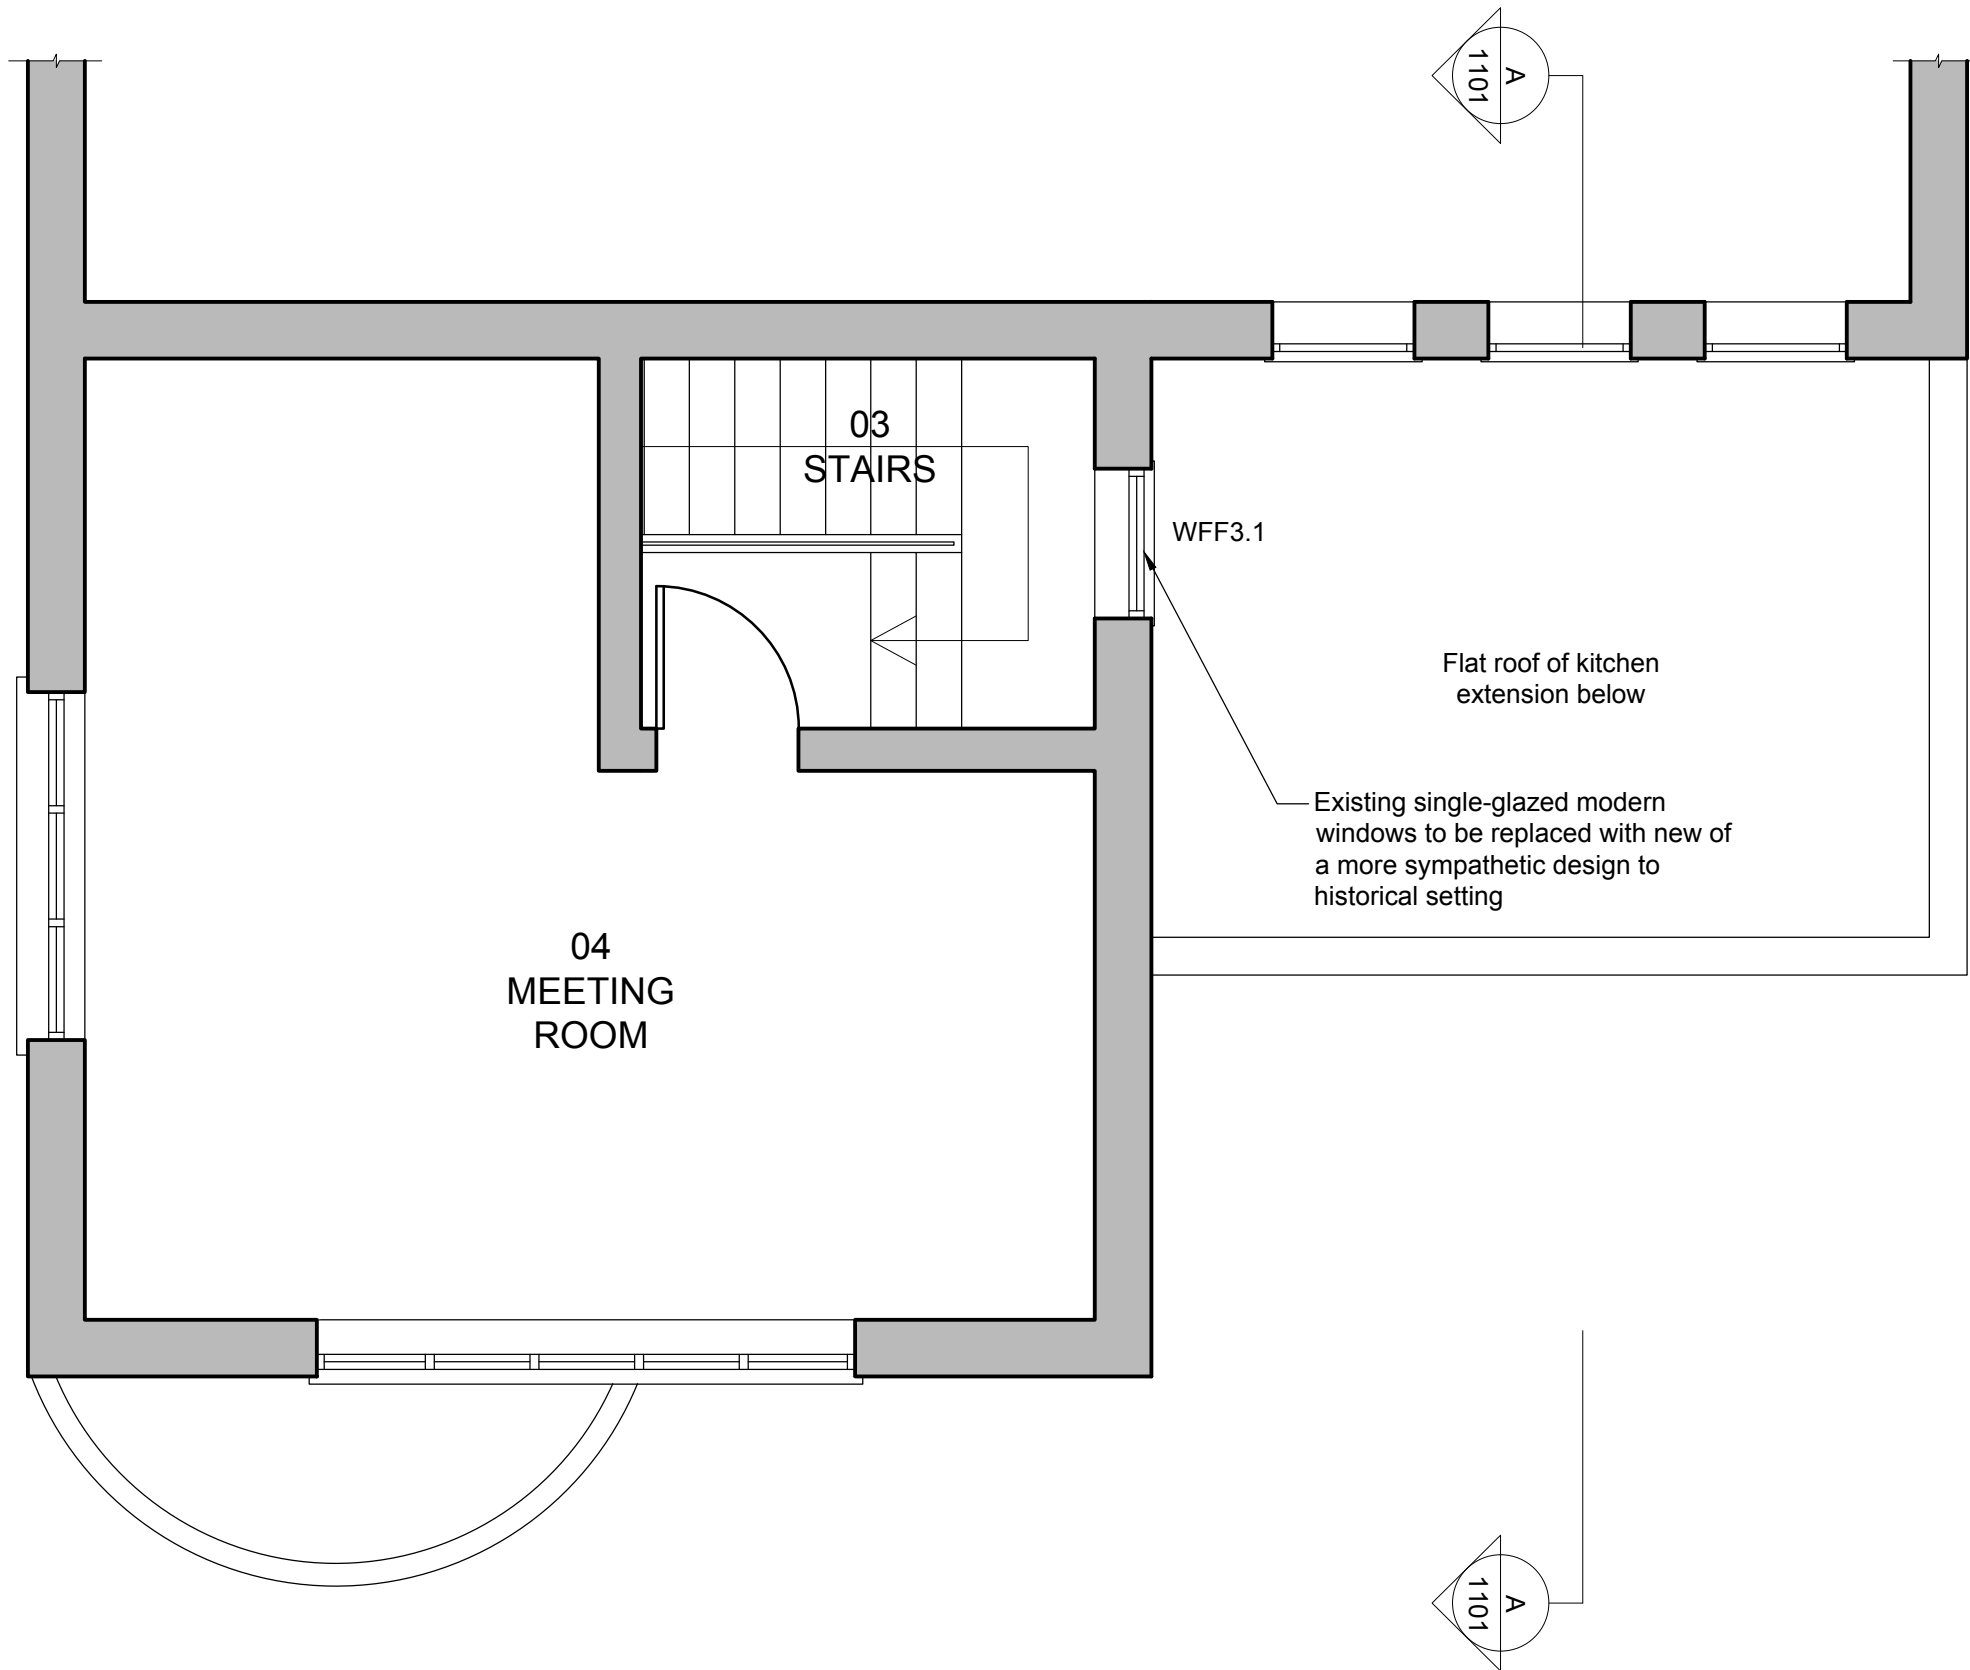 A
1101
03
STAIRS
WFF3.1
Flat roof of kitchen
extension below
Existing single-glazed modern
windows to be replaced with new of
a more sympathetic design to
historical setting
04
MEETING
ROOM
A
1101